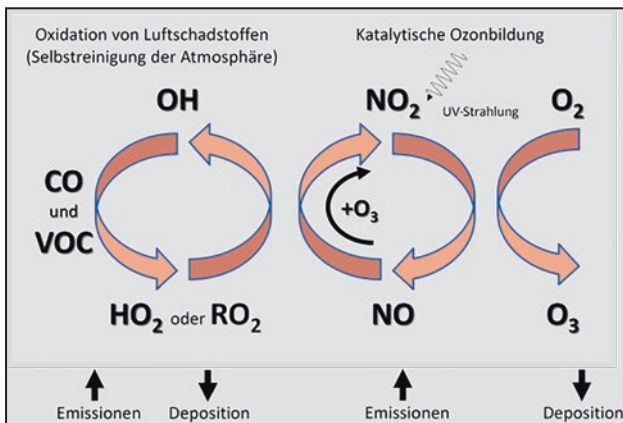 Oxidation von Luftschadstoffen
(Selbstreinigung der Atmosphäre)
Katalytische Ozonbildung
OH
NO₂
UV-Strahlung
O₂
CO
und
VOC
+O₃
HO₂ oder RO₂
NO
O₃
Emissionen
Deposition
Emissionen
Deposition